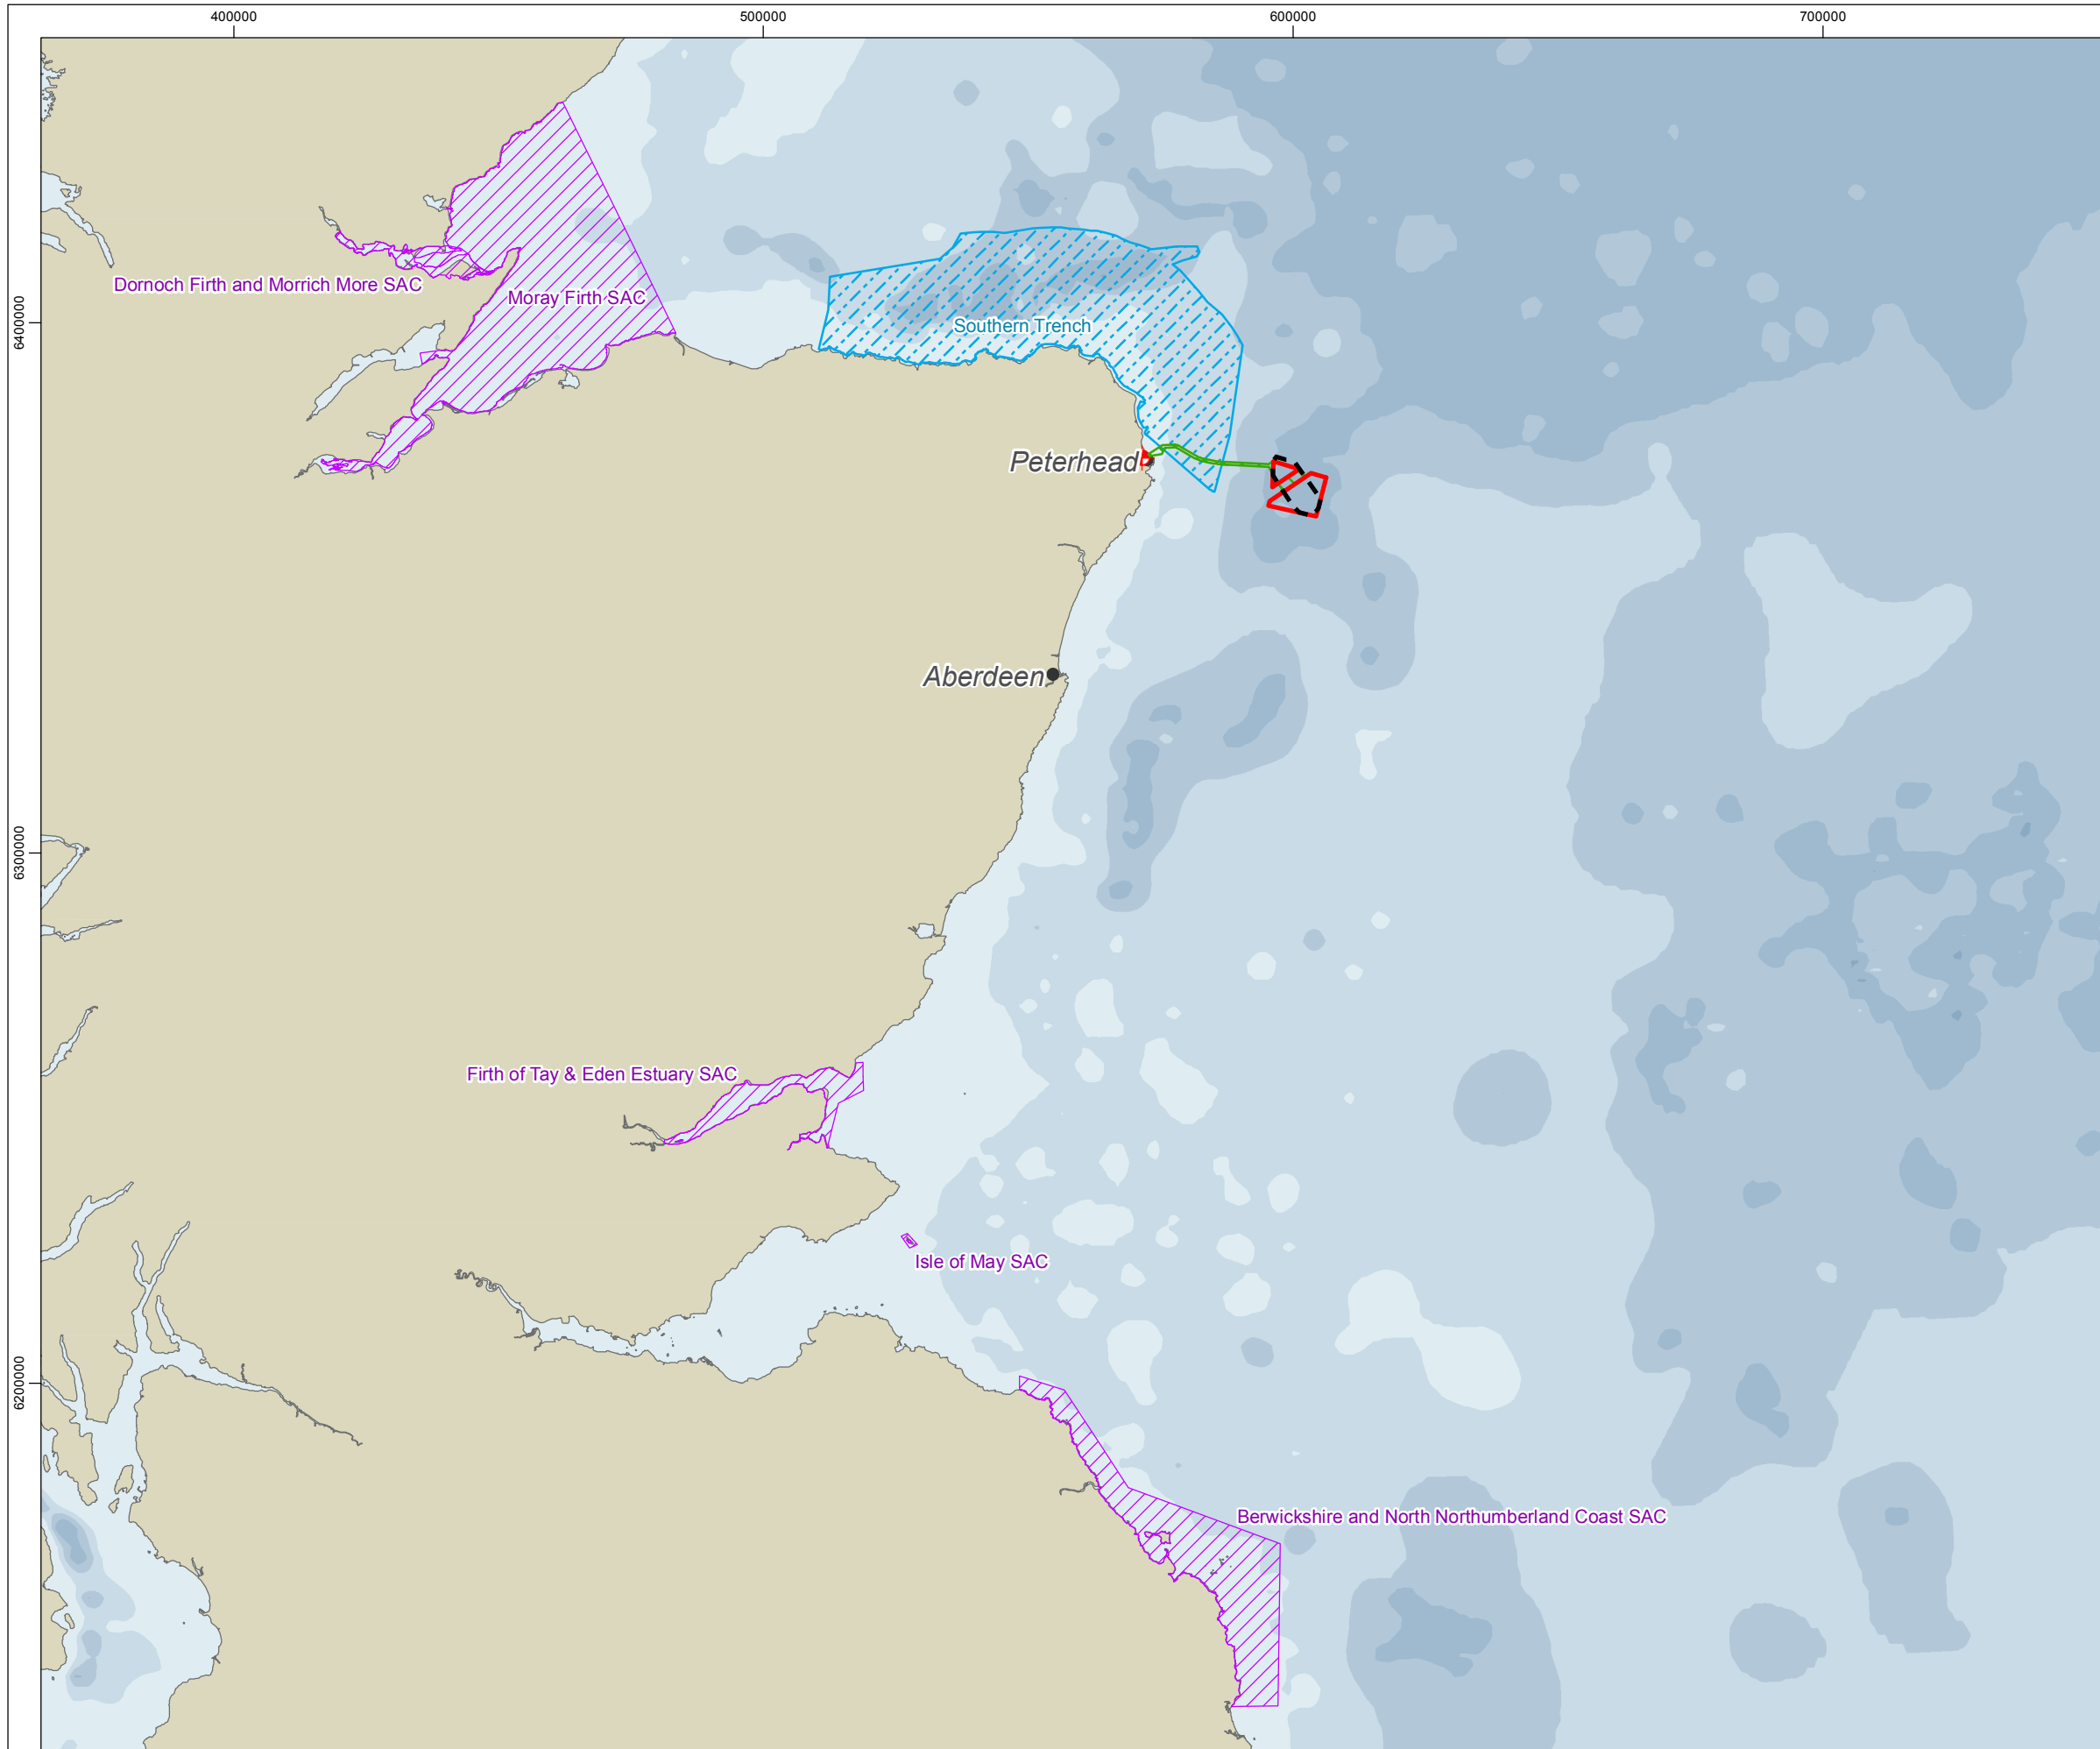 400000
500000
600000
700000
Dornoch Firth and Morrich More SAC
Moray Firth SAC
6400000
Southern Trench
Peterhead
Aberdeen
6300000
Firth of Tay & Eden Estuary SAC
Isle of May SAC
6200000
Berwickshire and North Northumberland Coast SAC